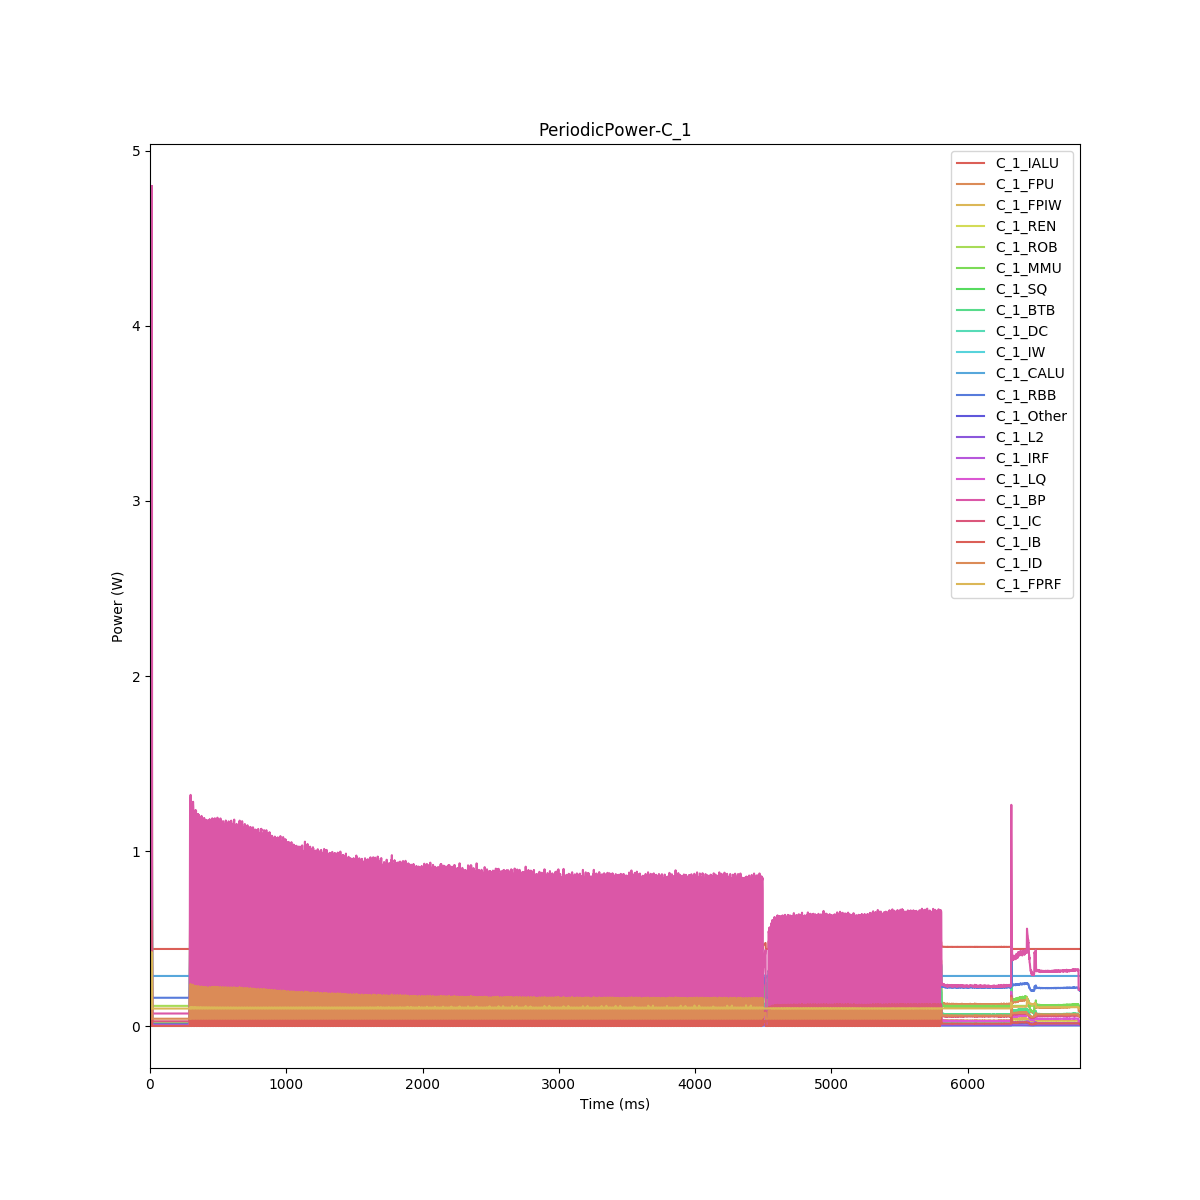 PeriodicPower-C_1
5
4
3
2
1
0
Power (W)
0 1000 2000 3000 4000 5000 6000
Time (ms)
C_1_IALU
C_1_FPU
C_1_FPIW
C_1_REN
C_1_ROB
C_1_MMU
C_1_SQ
C_1_BTB
C_1_DC
C_1_IW
C_1_CALU
C_1_RBB
C_1_Other
C_1_L2
C_1_IRF
C_1_LQ
C_1_BP
C_1_IC
C_1_IB
C_1_ID
C_1_FPRF